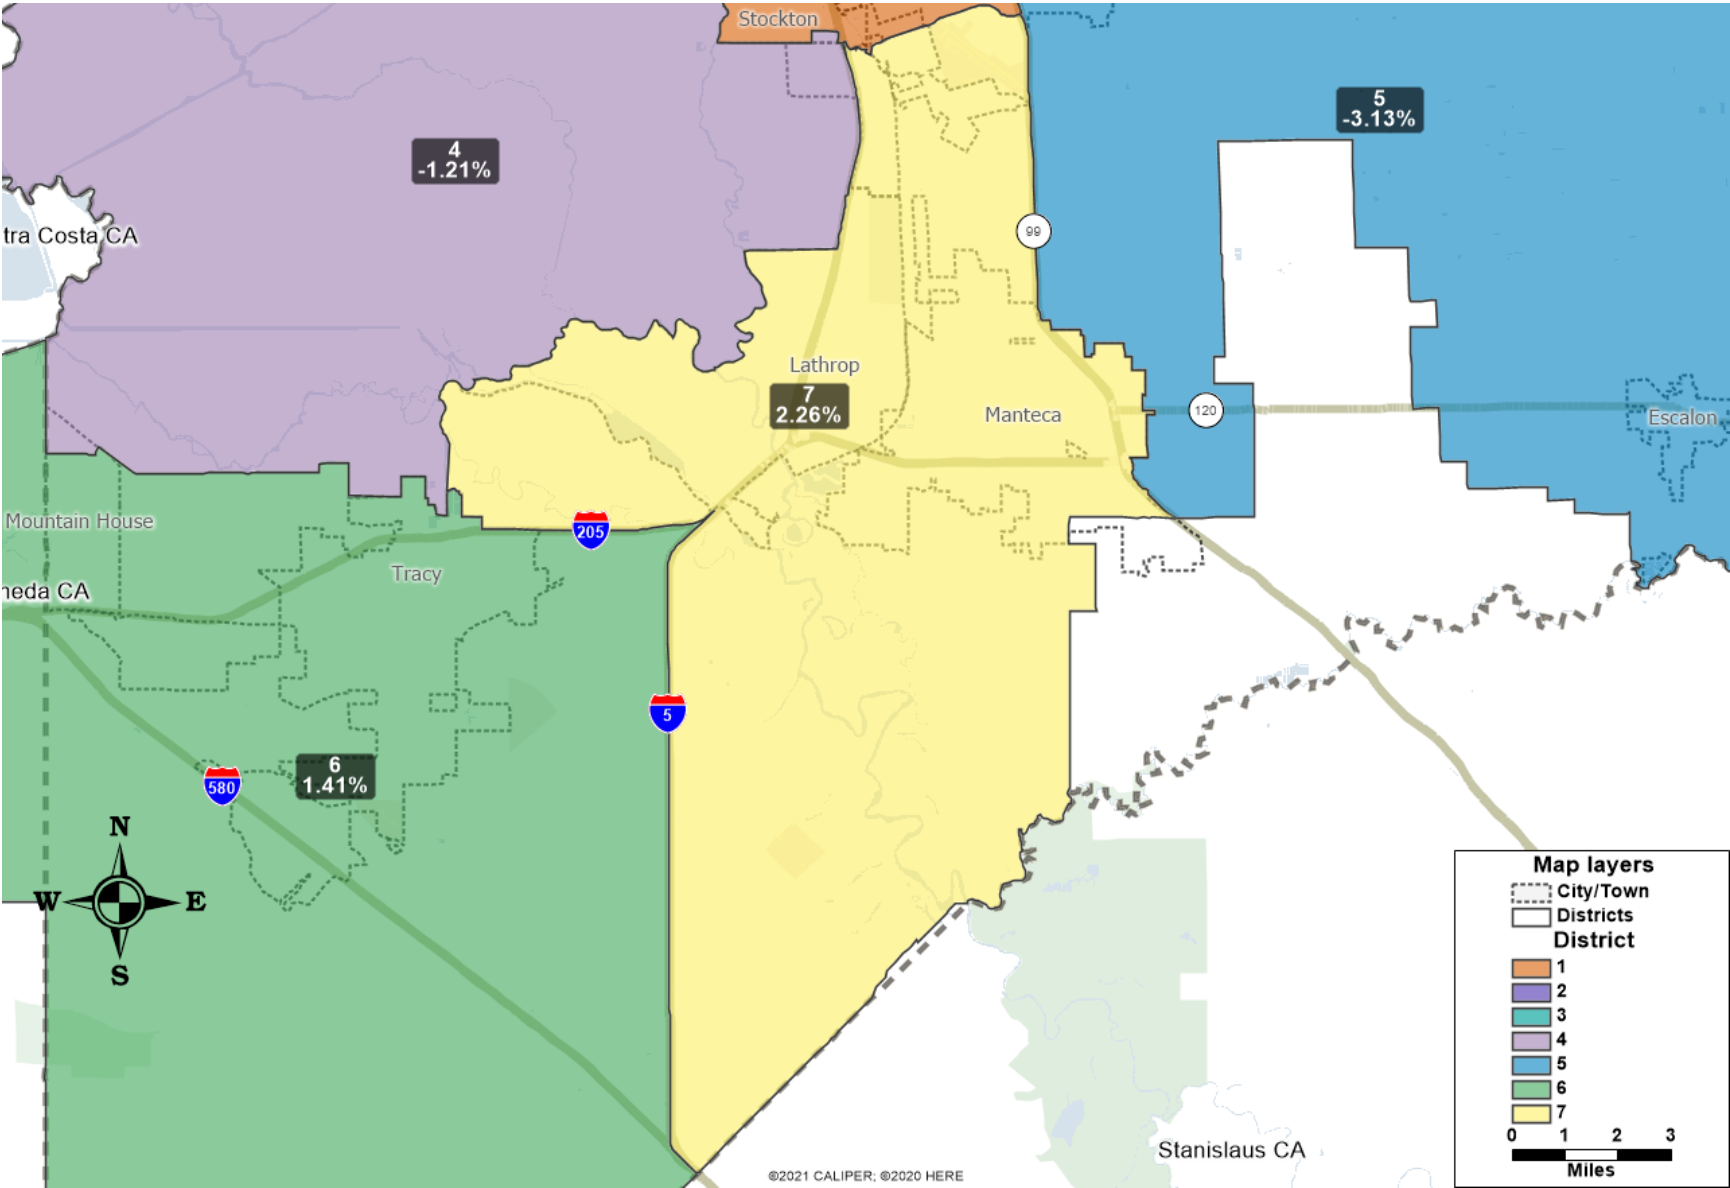 Stockton
5
-3.13%
4
-1.21%
tra Costa CA
99
Lathrop
7
2.26%
Manteca
120
Escalon
Mountain House
205
Tracy
neda CA
5
6
1.41%
580
N
W
E
S
Map layers
City/Town
Districts
District
1
2
3
4
5
6
7
0 1 2 3
Miles
Stanislaus CA
©2021 CALIPER; ©2020 HERE